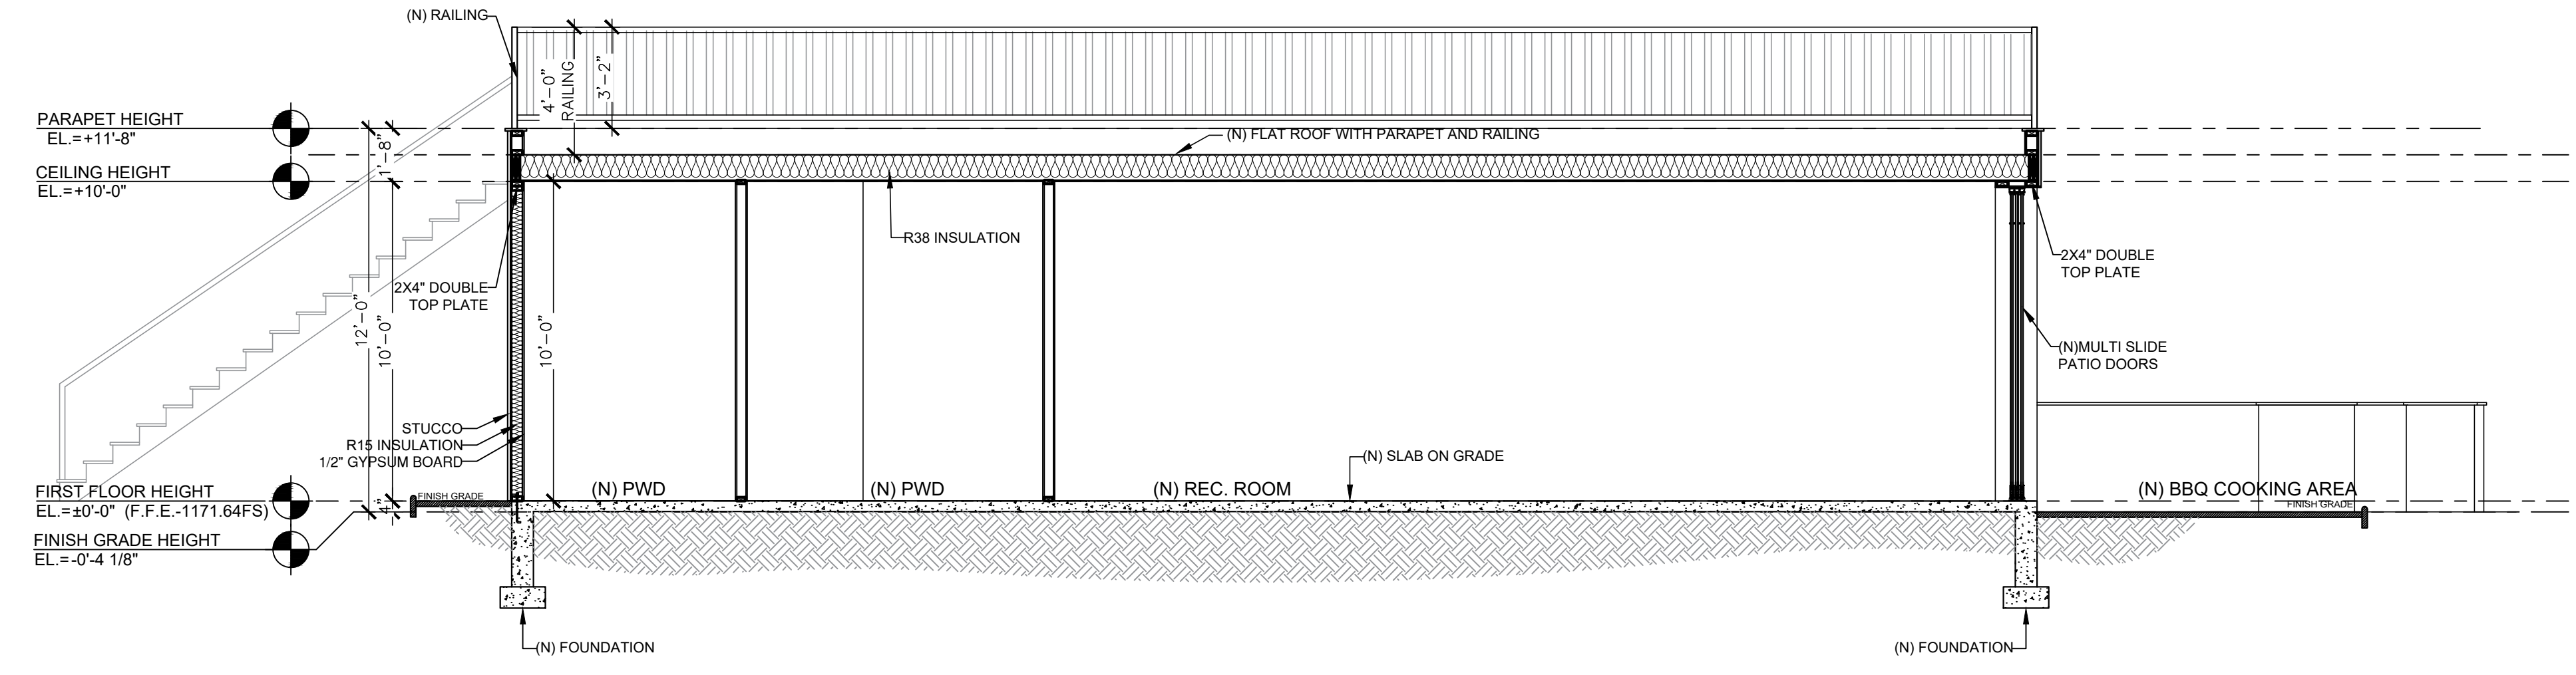 (N) RAILING
4'-0"
RAILING
3'-2"
PARAPET HEIGHT
EL.=+11'-8"
1'-8"
(N) FLAT ROOF WITH PARAPET AND RAILING
CEILING HEIGHT
EL.=+10'-0"
R38 INSULATION
2X4" DOUBLE
TOP PLATE
2X4" DOUBLE
TOP PLATE
12'-0"
10'-0"
10'-0"
(N)MULTI SLIDE
PATIO DOORS
STUCCO
R15 INSULATION
1/2" GYPSUM BOARD
(N) SLAB ON GRADE
FIRST FLOOR HEIGHT
EL.=±0'-0" (F.F.E.-1171.64FS)
4"
FINISH GRADE
(N) PWD
(N) PWD
(N) REC. ROOM
(N) BBQ COOKING AREA
FINISH GRADE
FINISH GRADE HEIGHT
EL.=-0'-4 1/8"
(N) FOUNDATION
(N) FOUNDATION